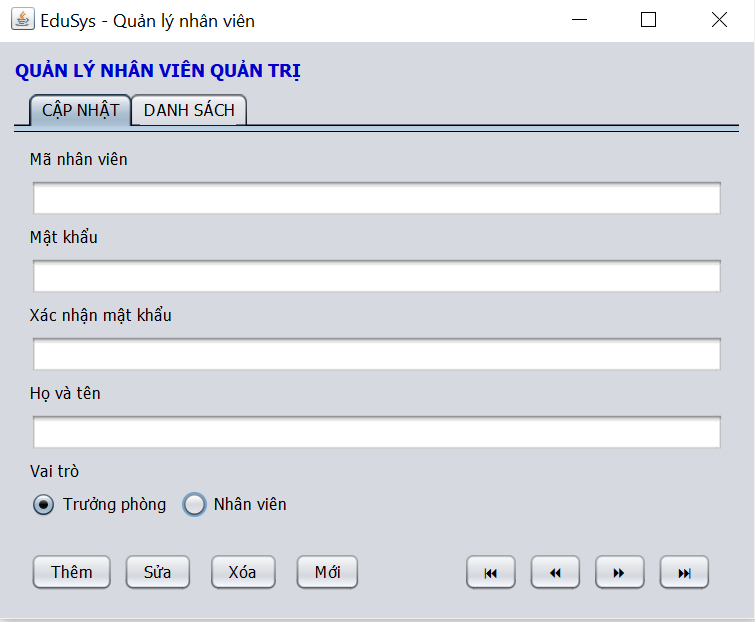 EduSys - Quản lý nhân viên
QUẢN LÝ NHÂN VIÊN QUẢN TRỊ
CẬP NHẬT DANH SÁCH
Mã nhân viên
Mật khẩu
Xác nhận mật khẩu
Họ và tên
Vai trò
Trưởng phòng Nhân viên
Thêm Sửa Xóa Mới